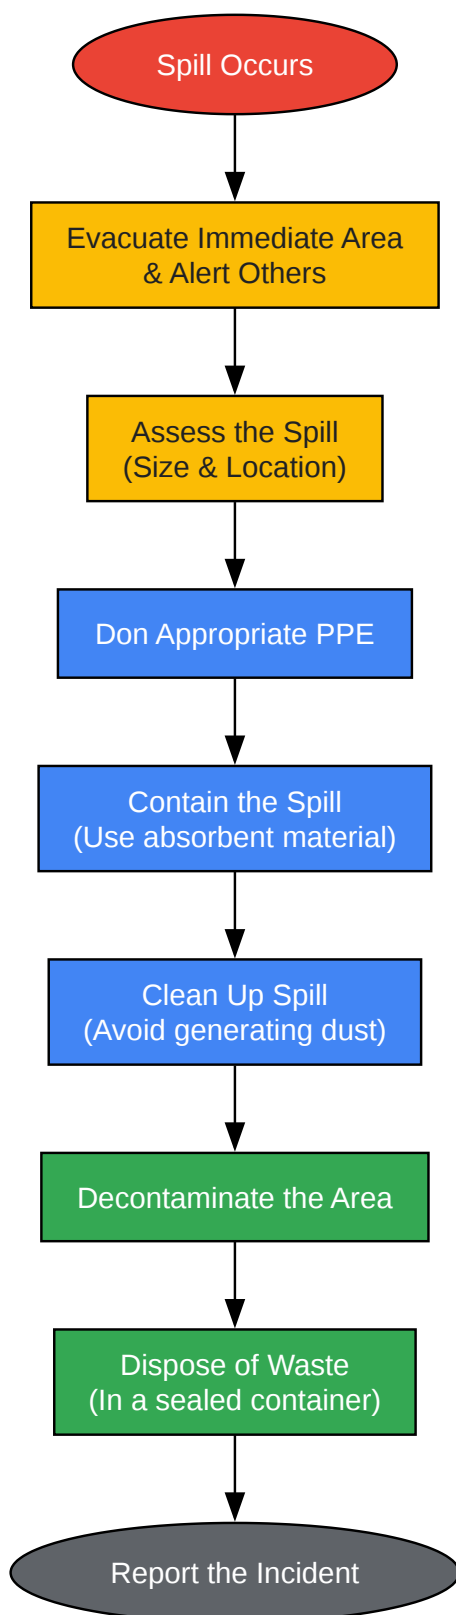 Spill Occurs
Evacuate Immediate Area
& Alert Others
Assess the Spill
(Size & Location)
Don Appropriate PPE
Contain the Spill
(Use absorbent material)
Clean Up Spill
(Avoid generating dust)
Decontaminate the Area
Dispose of Waste
(In a sealed container)
Report the Incident